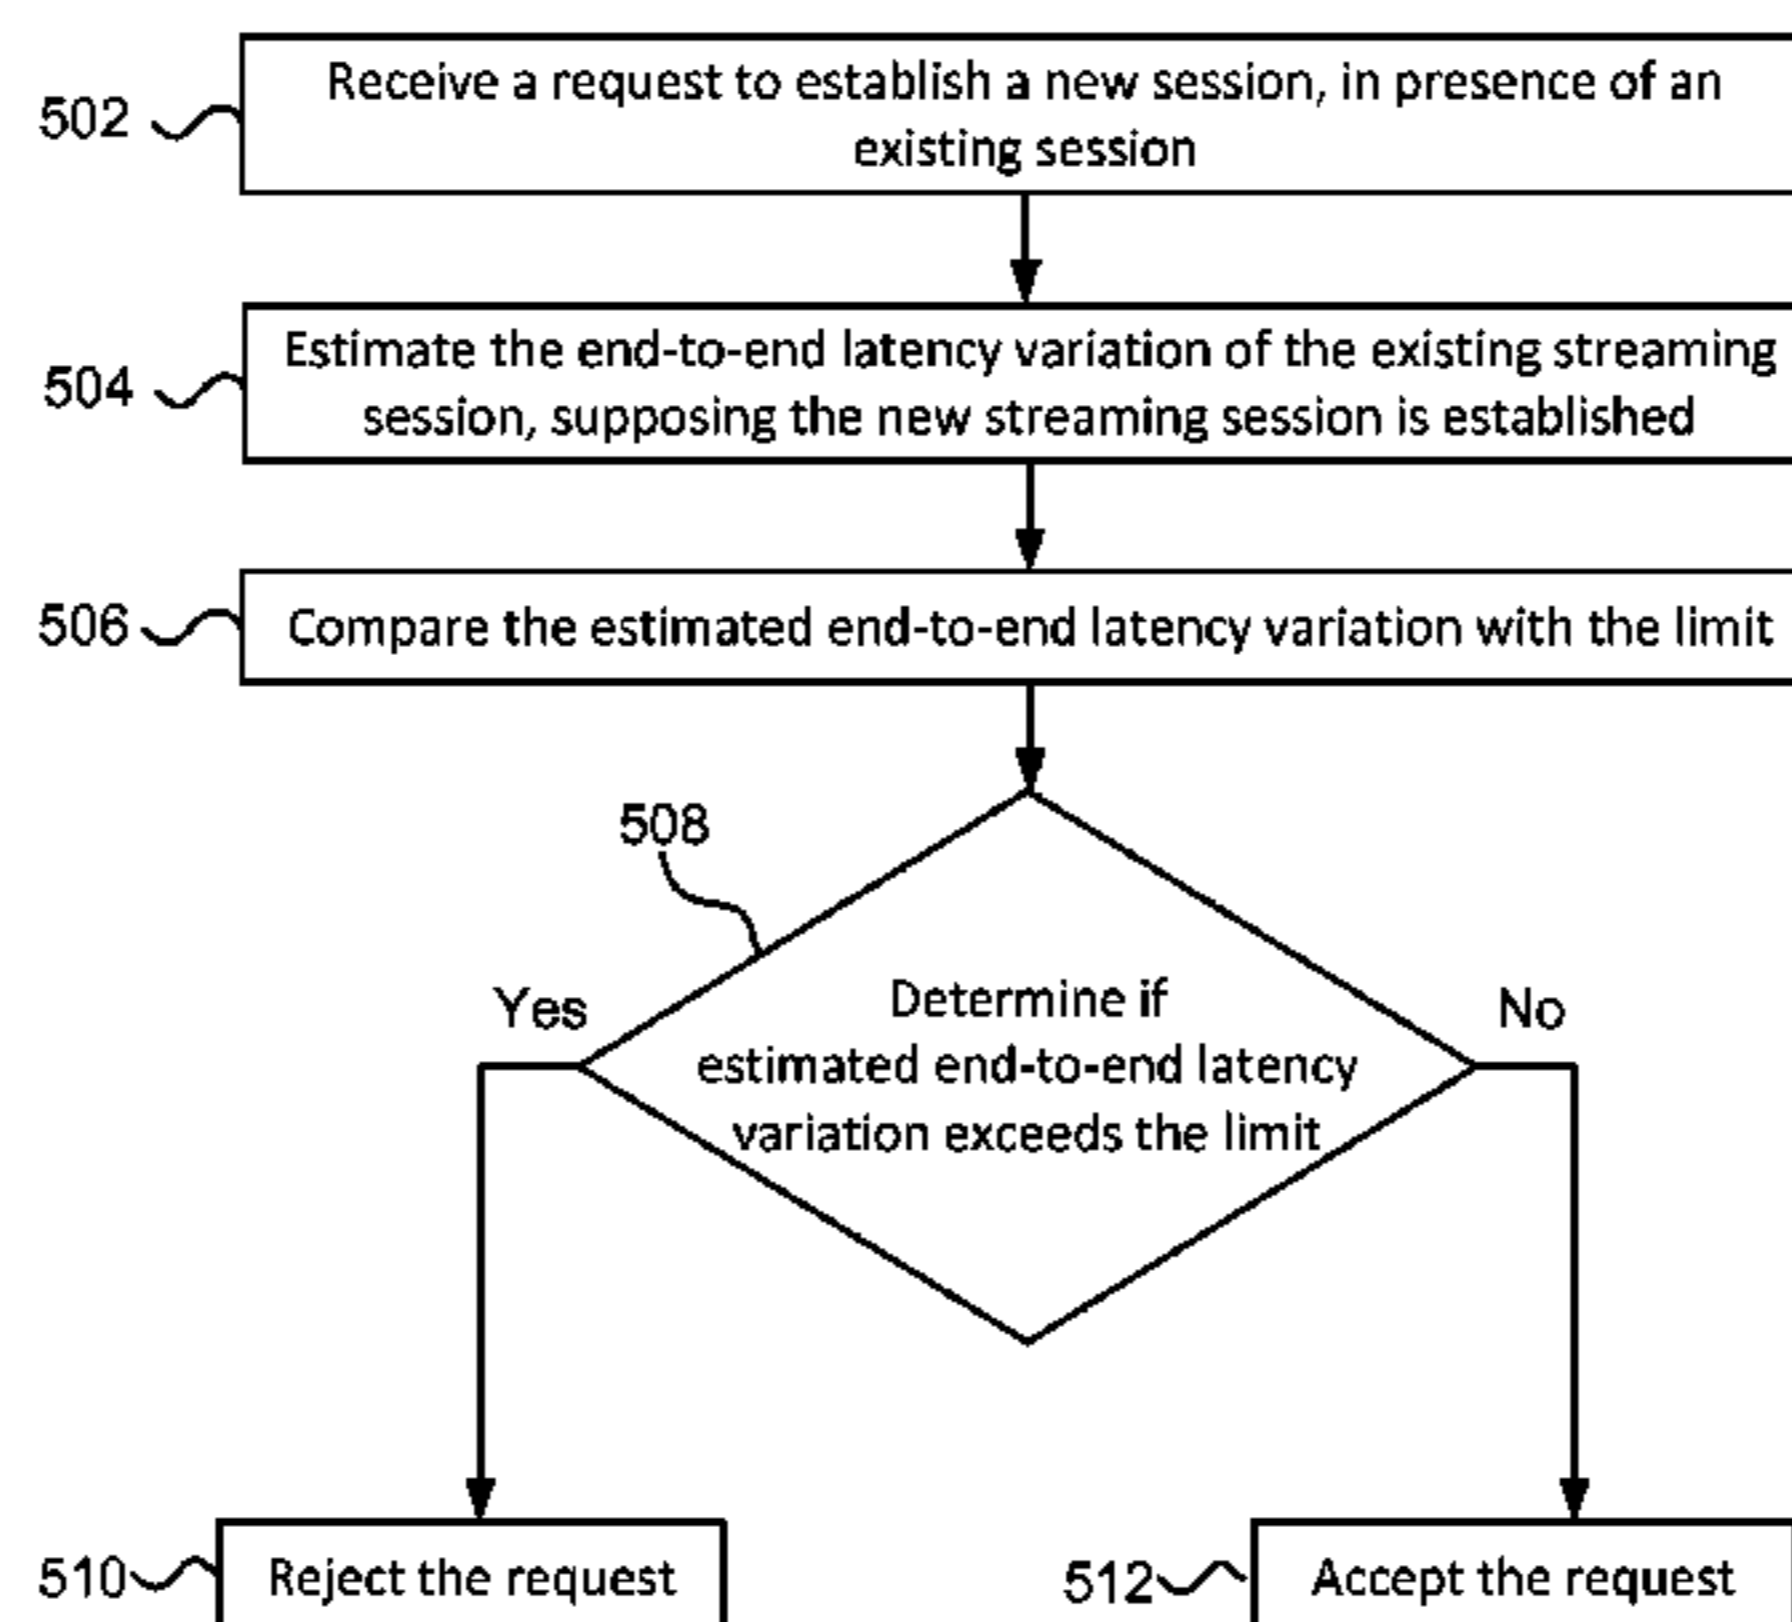 502
Receive a request to establish a new session, in presence of an
existing session
504
Estimate the end-to-end latency variation of the existing streaming
session, supposing the new streaming session is established
506
Compare the estimated end-to-end latency variation with the limit
508
Yes
No
Determine if
estimated end-to-end latency
variation exceeds the limit
510
Reject the request
512
Accept the request